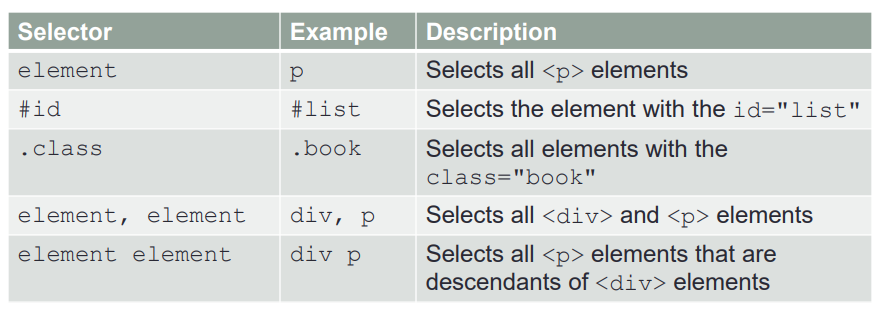 Selector Example Description
element p Selects all <p> elements
#id #list Selects the element with the id="list"
.class .book Selects all elements with the
class="book"
element, element div, p Selects all <div> and <p> elements
element element div p Selects all <p> elements that are
descendants of <div> elements